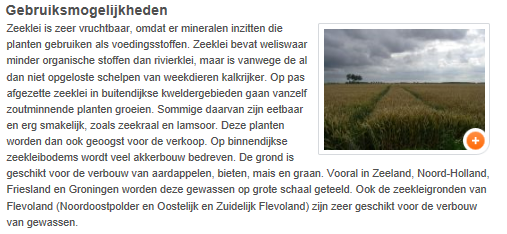 Gebruiksmogelijkheden
Zeeklei is zeer vruchtbaar, omdat er mineralen inzitten die
planten gebruiken als voedingsstoffen. Zeeklei bevat weliswaar
minder organische stoffen dan rivierklei, maar is vanwege de al
dan niet opgeloste schelpen van weekdieren kalkrijker. Op pas
afgezette zeeklei in buitendijkse kweldergebieden gaan vanzelf
zoutminnende planten groeien. Sommige daarvan zijn eetbaar
en erg smakelijk, zoals zeekraal en lamsoor. Deze planten
worden dan ook geoogst voor de verkoop. Op binnendijkse
zeekleibodems wordt veel akkerbouw bedreven. De grond is
geschikt voor de verbouw van aardappelen, bieten, mais en graan. Vooral in Zeeland, Noord-Holland,
Friesland en Groningen worden deze gewassen op grote schaal geteeld. Ook de zeekleigronden van
Flevoland (Noordoostpolder en Oostelijk en Zuidelijk Flevoland) zijn zeer geschikt voor de verbouw
van gewassen.